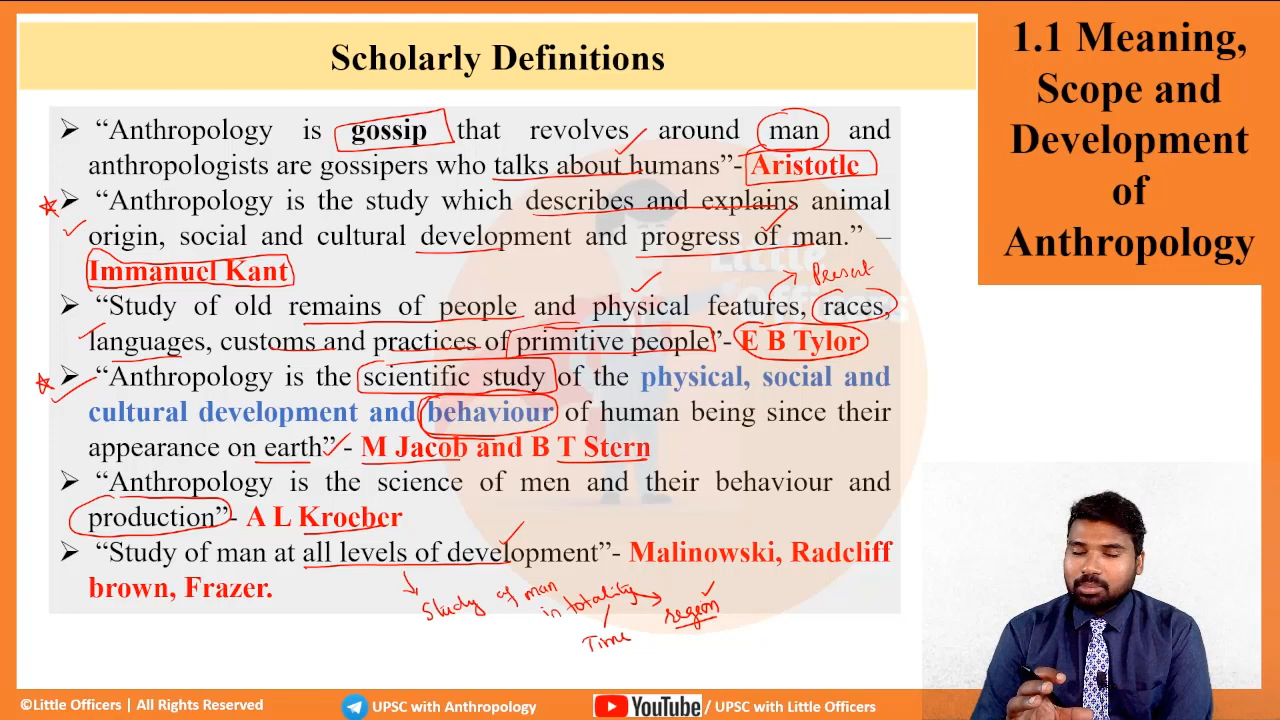 Scholarly Definitions
1.1 Meaning,
Scope and
Development
of
Anthropology
➤ “Anthropology is gossip that revolves around man and
anthropologists are gossipers who talks about humans”- Aristotle
➤ “Anthropology is the study which describes and explains animal
origin, social and cultural development and progress of man.” –
Immanuel Kant
Present
➤ “Study of old remains of people and physical features, races,
languages, customs and practices of primitive people”- E B Tylor
➤ “Anthropology is the scientific study of the physical, social and
cultural development and behaviour of human being since their
appearance on earth”- M Jacob and B T Stern
➤ “Anthropology is the science of men and their behaviour and
production”- A L Kroeber
➤ “Study of man at all levels of development”- Malinowski, Radcliff
brown, Frazer.
Study of man
in totality
region
Time
Little
Officers
©Little Officers | All Rights Reserved
UPSC with Anthropology
YouTube / UPSC with Little Officers